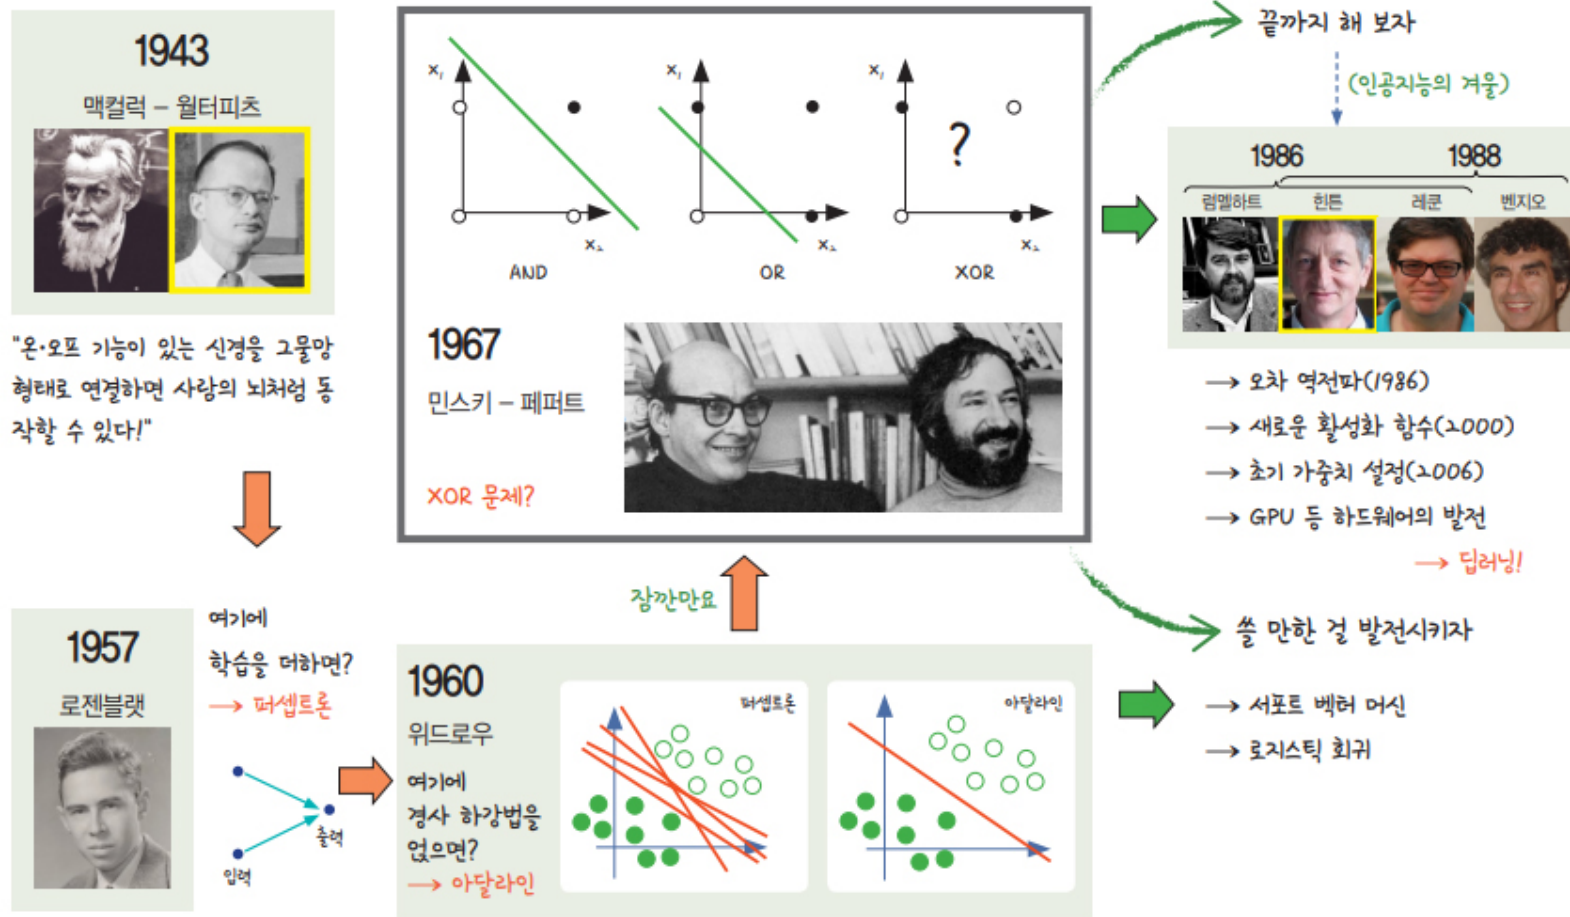 1943
맥컬럭 – 월터피츠
"온·오프 기능이 있는 신경을 그물망
형태로 연결하면 사람의 뇌처럼 동
작할 수 있다!"
1957
로젠블랫
여기에
학습을 더하면?
→ 퍼셉트론
입력
출력
1960
위드로우
여기에
경사 하강법을
얹으면?
→ 아달라인
퍼셉트론
아달라인
잠깐만요
x₁
x₂
AND
x₁
x₂
OR
x₁
x₂
?
XOR
1967
민스키 – 페퍼트
XOR 문제?
끝까지 해 보자
(인공지능의 겨울)
1986
1988
럼멜하트
힌튼
레쿤
벤지오
→ 오차 역전파(1986)
→ 새로운 활성화 함수(2000)
→ 초기 가중치 설정(2006)
→ GPU 등 하드웨어의 발전
→ 딥러닝!
쓸 만한 걸 발전시키자
→ 서포트 벡터 머신
→ 로지스틱 회귀